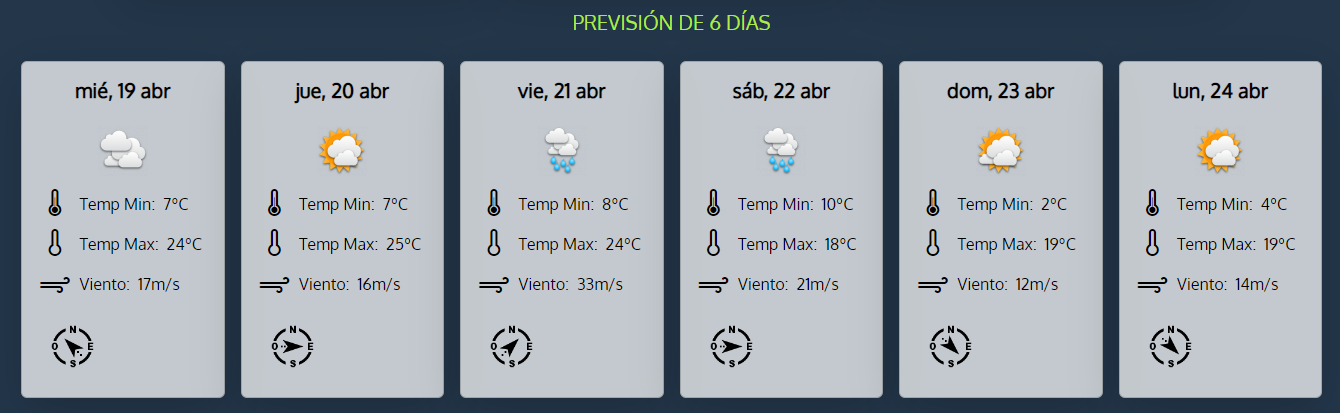 PREVISIÓN DE 6 DÍAS
mié, 19 abr
Temp Min: 7°C
Temp Max: 24°C
Viento: 17m/s
N
O E
S
jue, 20 abr
Temp Min: 7°C
Temp Max: 25°C
Viento: 16m/s
N
O E
S
vie, 21 abr
Temp Min: 8°C
Temp Max: 24°C
Viento: 33m/s
N
O E
S
sáb, 22 abr
Temp Min: 10°C
Temp Max: 18°C
Viento: 21m/s
N
O E
S
dom, 23 abr
Temp Min: 2°C
Temp Max: 19°C
Viento: 12m/s
N
O E
S
lun, 24 abr
Temp Min: 4°C
Temp Max: 19°C
Viento: 14m/s
N
O E
S